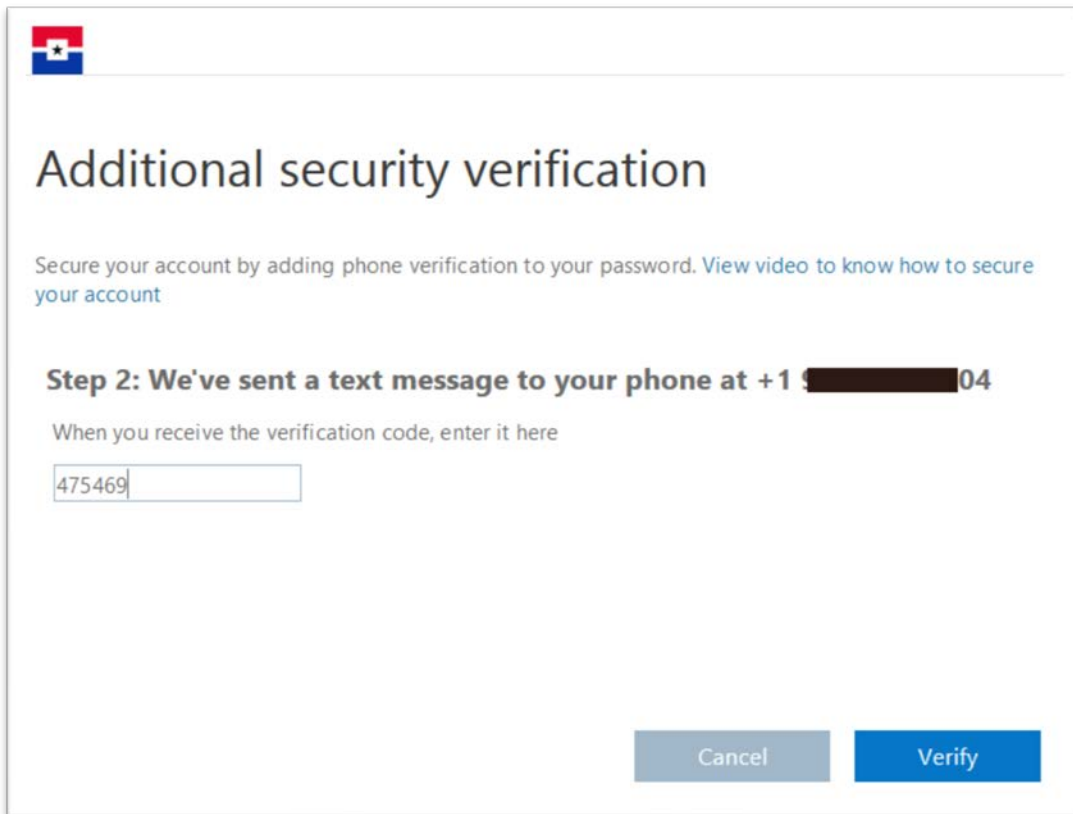 Additional security verification
Secure your account by adding phone verification to your password. View video to know how to secure
your account
Step 2: We've sent a text message to your phone at +1 04
When you receive the verification code, enter it here
475469
Cancel
Verify